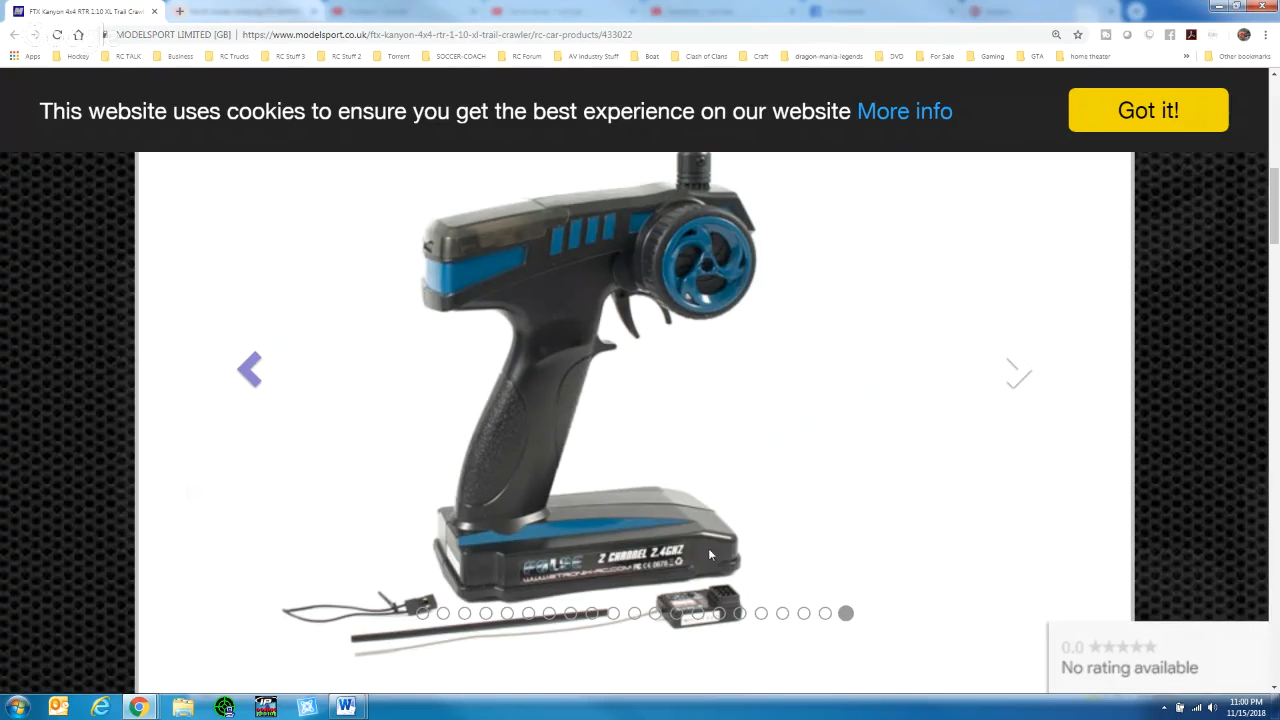 FTX Kanyon 4x4 RTR 1:10 XL Trail Crawl
MODELSPORT LIMITED [GB] https://www.modelsport.co.uk/ftx-kanyon-4x4-rtr-1-10-xl-trail-crawler/rc-car-products/433022
Apps Hockey RC TALK Business RC Trucks RC Stuff 3 RC Stuff 2 Torrent SOCCER-COACH RC Forum AV industry Stuff Boat Clash of Clans Craft dragon-mania-legends DVD For Sale Gaming GTA home theater » Other bookmarks
This website uses cookies to ensure you get the best experience on our website More info Got it!
2 CHANNEL 2.4GHZ
0.0 ★★★★★
No rating available
11:00 PM
11/15/2018